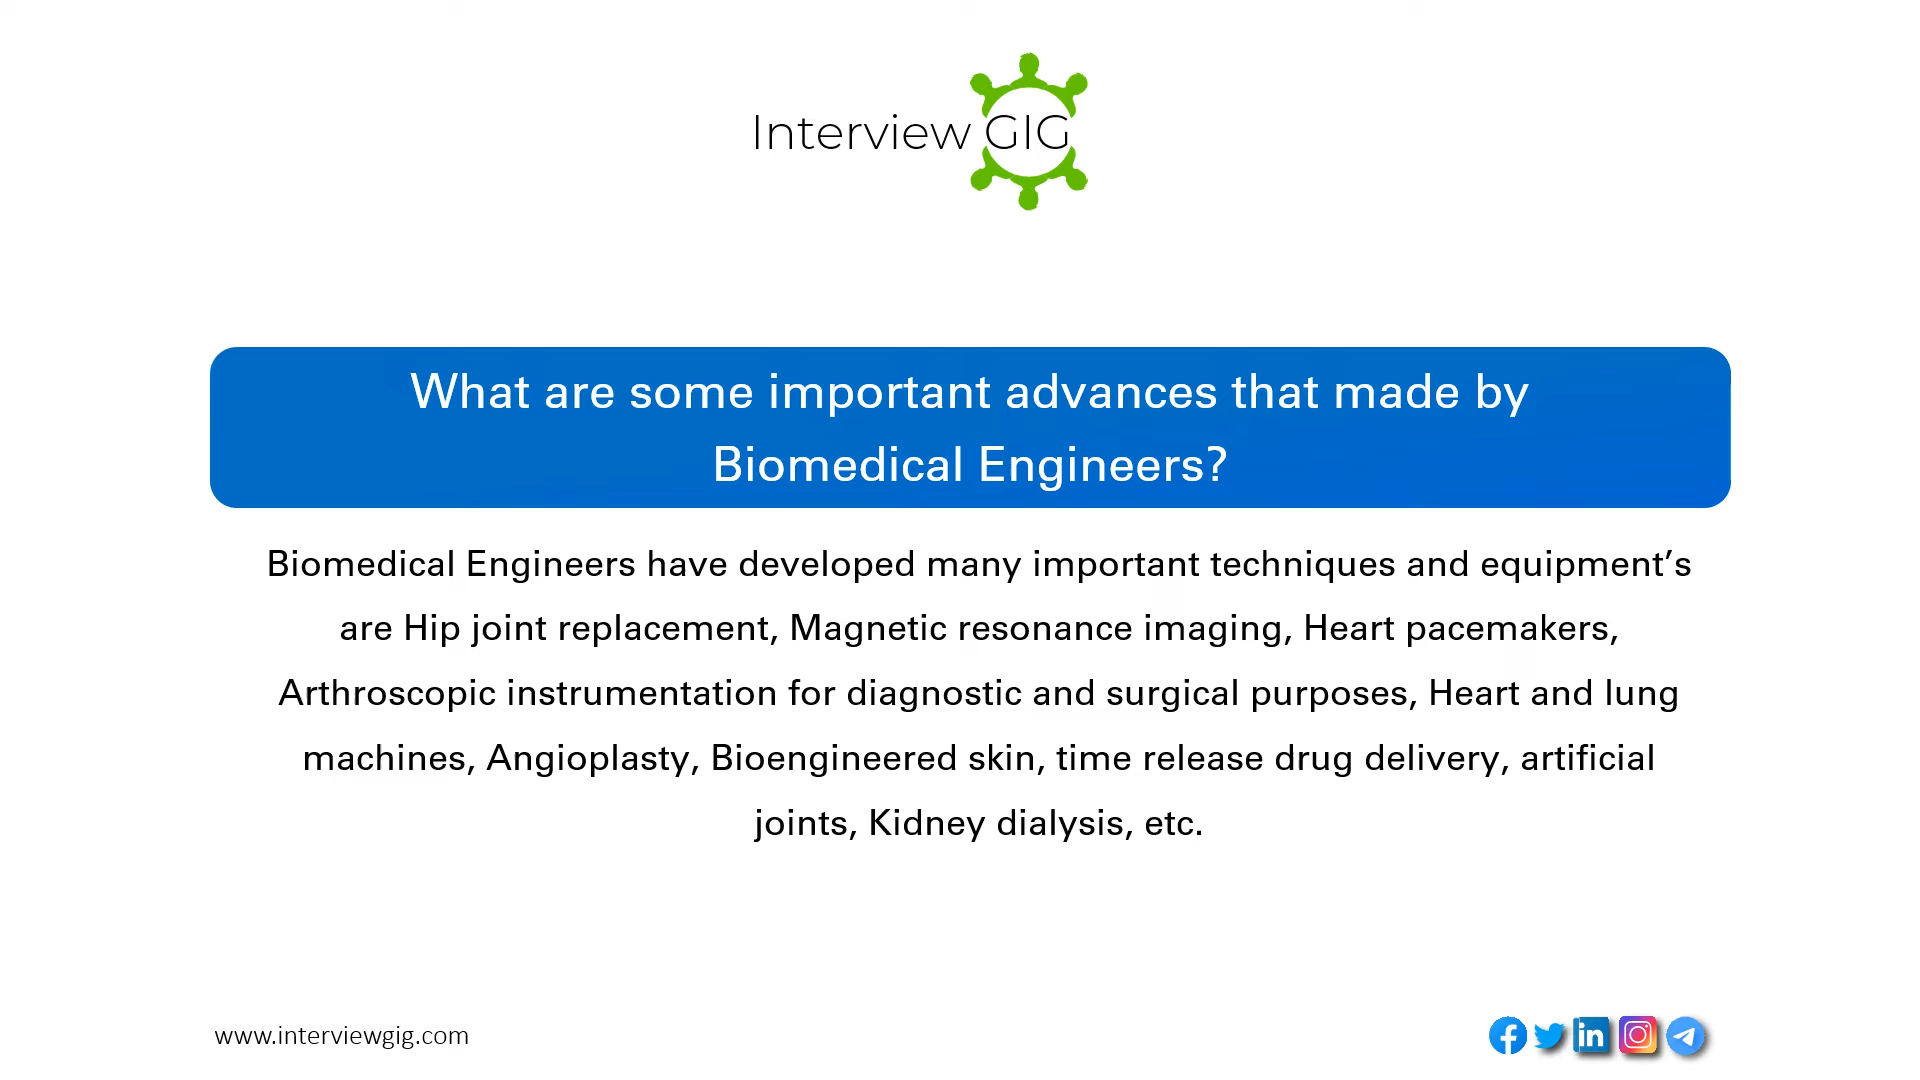 Interview GIG
What are some important advances that made by
Biomedical Engineers?
Biomedical Engineers have developed many important techniques and equipment’s
are Hip joint replacement, Magnetic resonance imaging, Heart pacemakers,
Arthroscopic instrumentation for diagnostic and surgical purposes, Heart and lung
machines, Angioplasty, Bioengineered skin, time release drug delivery, artificial
joints, Kidney dialysis, etc.
www.interviewgig.com
in